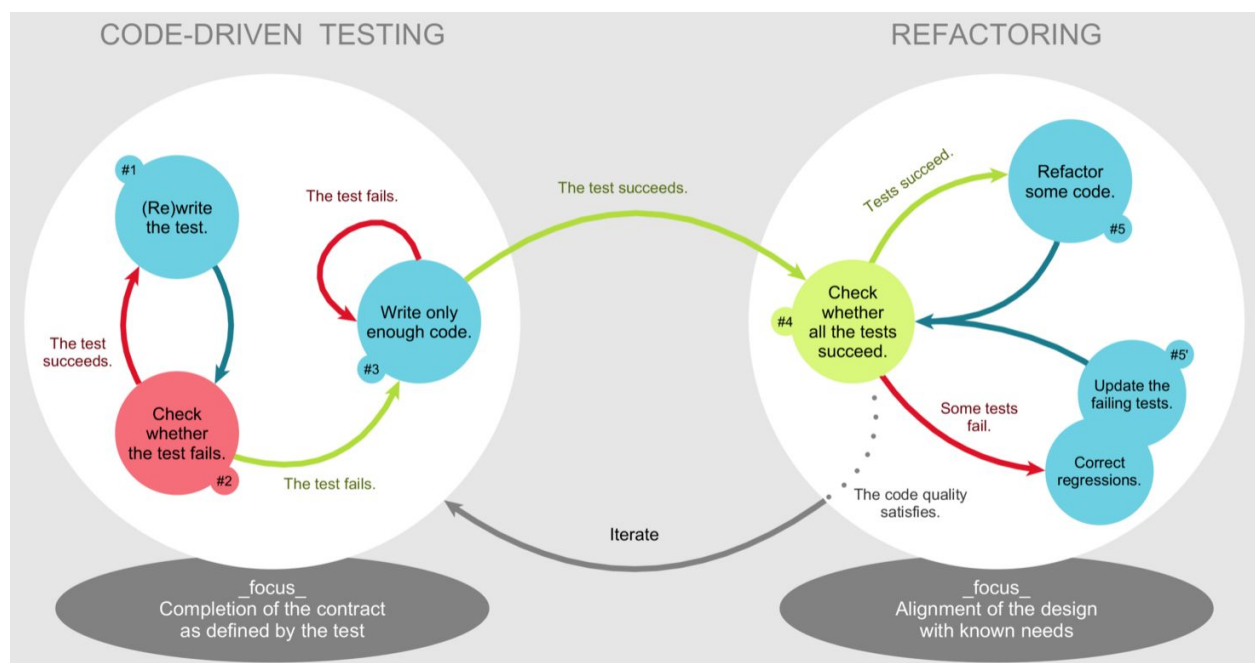 CODE-DRIVEN TESTING
REFACTORING
#1
(Re)write
the test.
The test
succeeds.
Check
whether
the test fails.
#2
The test fails.
The test fails.
Write only
enough code.
#3
The test succeeds.
#4
Check
whether
all the tests
succeed.
Tests succeed.
Refactor
some code.
#5
#5'
Update the
failing tests.
Correct
regressions.
Some tests
fail.
The code quality
satisfies.
Iterate
_focus_
Completion of the contract
as defined by the test
_focus_
Alignment of the design
with known needs